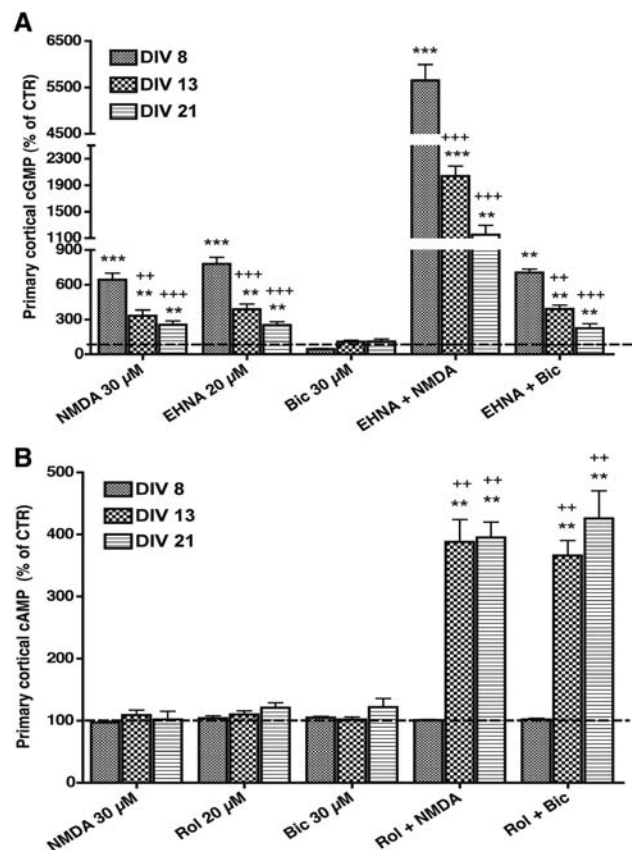 A
Primary cortical cGMP (% of CTR)
6500
5500
4500
2900
2300
1900
1500
1100
900
600
300
0
DIV 8
DIV 13
DIV 21
***
++
**
+++
**
***
+++
**
+++
**
***
+++
***
+++
**
**
++
**
+++
**
NMDA 30 µM
EHNA 20 µM
Bic 30 µM
EHNA + NMDA
EHNA + Bic
B
Primary cortical cAMP (% of CTR)
500
400
300
200
100
0
DIV 8
DIV 13
DIV 21
++
**
++
**
++
**
++
**
NMDA 30 µM
Rol 20 µM
Bic 30 µM
Rol + NMDA
Rol + Bic